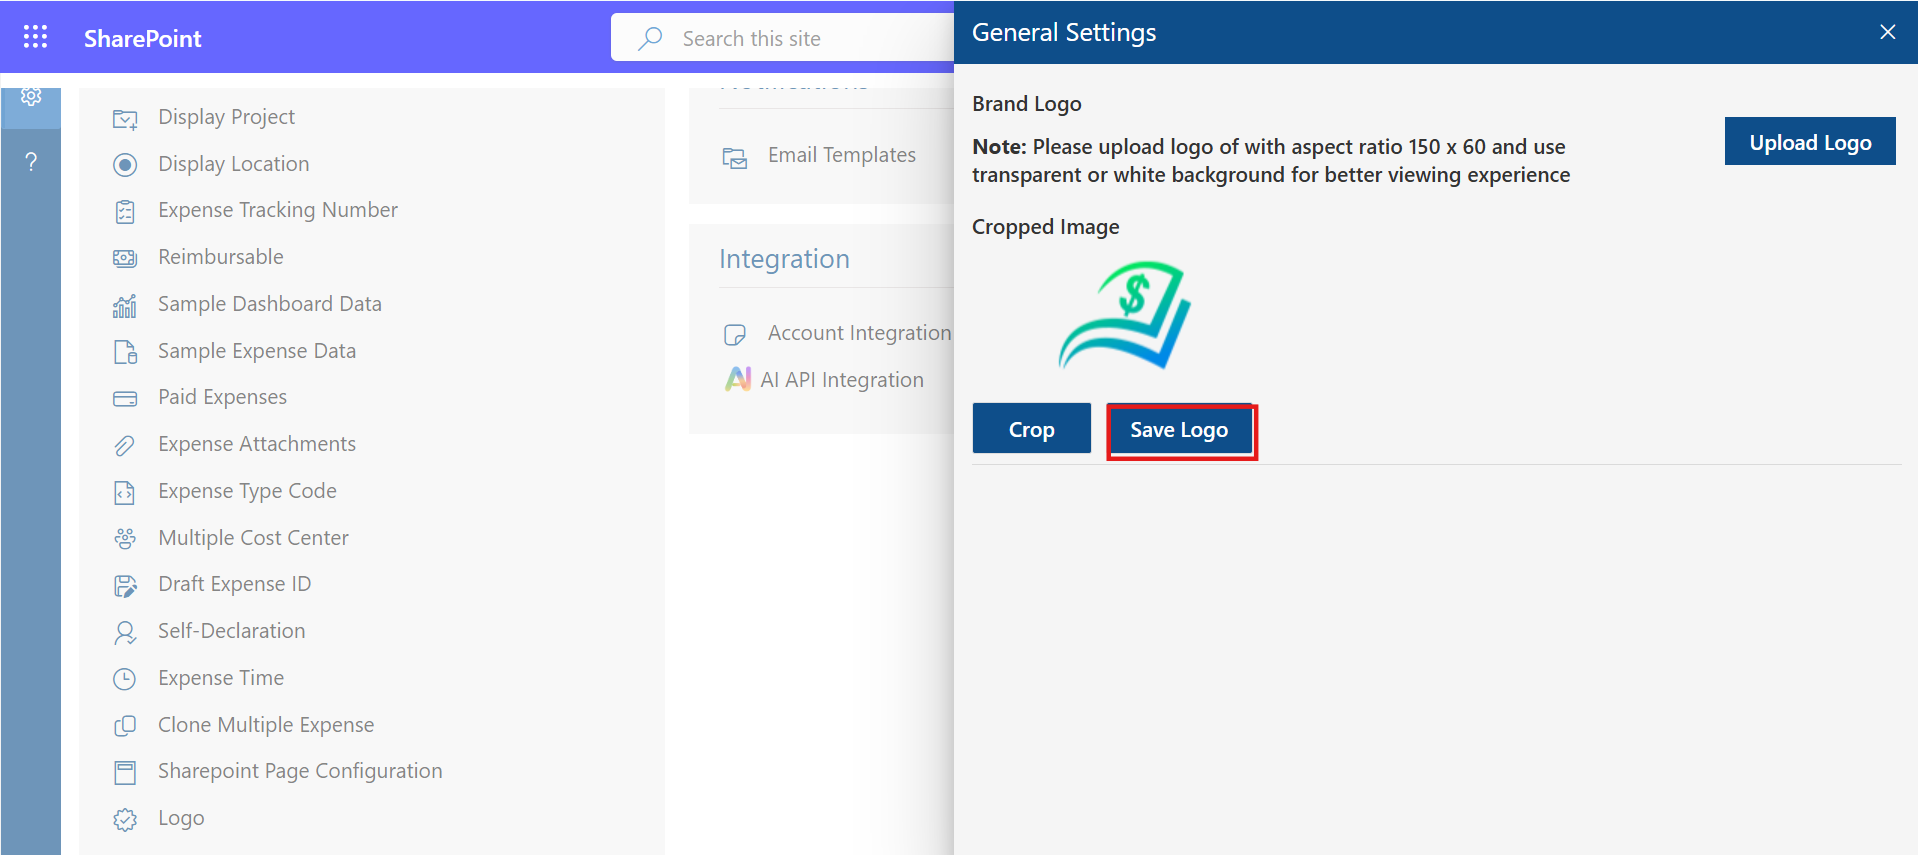 SharePoint
Search this site
Display Project
Display Location
Expense Tracking Number
Reimbursable
Sample Dashboard Data
Sample Expense Data
Paid Expenses
Expense Attachments
Expense Type Code
Multiple Cost Center
Draft Expense ID
Self-Declaration
Expense Time
Clone Multiple Expense
Sharepoint Page Configuration
Logo
Email Templates
Integration
Account Integration
AI AI API Integration
General Settings
Brand Logo
Note: Please upload logo of with aspect ratio 150 x 60 and use
transparent or white background for better viewing experience
Upload Logo
Cropped Image
$
Crop
Save Logo